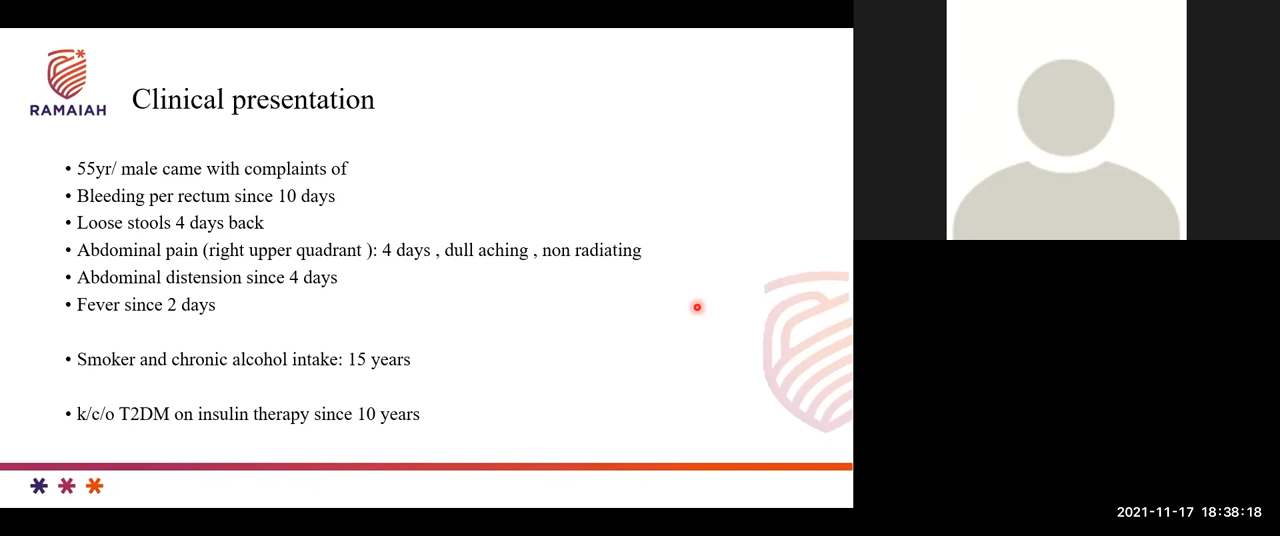 RAMAIAH
Clinical presentation
• 55yr/ male came with complaints of
• Bleeding per rectum since 10 days
• Loose stools 4 days back
• Abdominal pain (right upper quadrant ): 4 days , dull aching , non radiating
• Abdominal distension since 4 days
• Fever since 2 days
• Smoker and chronic alcohol intake: 15 years
• k/c/o T2DM on insulin therapy since 10 years
2021-11-17 18:38:18